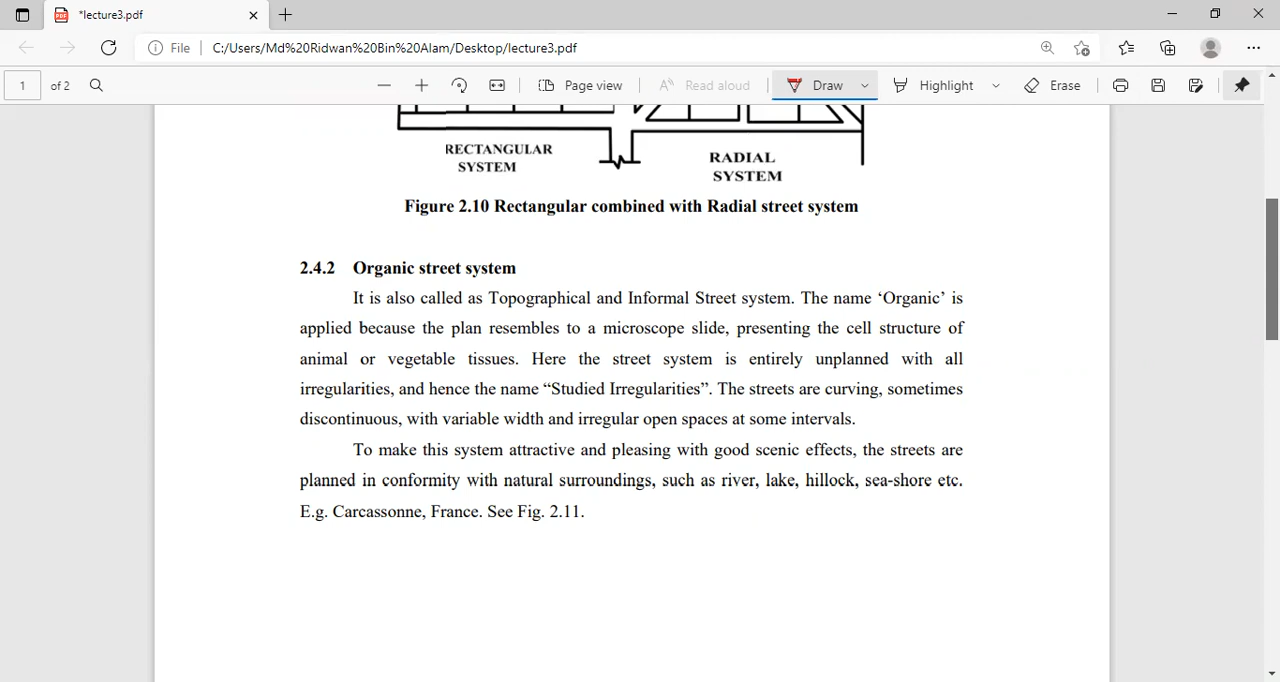 *lecture3.pdf
File C:/Users/Md%20Ridwan%20Bin%20Alam/Desktop/lecture3.pdf
1 of 2 Page view Read aloud Draw Highlight Erase
RECTANGULAR
SYSTEM
RADIAL
SYSTEM
Figure 2.10 Rectangular combined with Radial street system
2.4.2 Organic street system
It is also called as Topographical and Informal Street system. The name ‘Organic’ is
applied because the plan resembles to a microscope slide, presenting the cell structure of
animal or vegetable tissues. Here the street system is entirely unplanned with all
irregularities, and hence the name “Studied Irregularities”. The streets are curving, sometimes
discontinuous, with variable width and irregular open spaces at some intervals.
To make this system attractive and pleasing with good scenic effects, the streets are
planned in conformity with natural surroundings, such as river, lake, hillock, sea-shore etc.
E.g. Carcassonne, France. See Fig. 2.11.